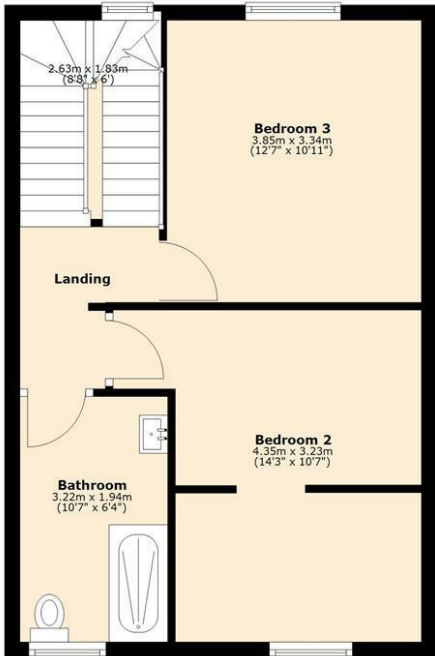 2.63m x 1.83m
(8'8" x 6')
Bedroom 3
3.85m x 3.34m
(12'7" x 10'11")
Landing
Bedroom 2
4.35m x 3.23m
(14'3" x 10'7")
Bathroom
3.22m x 1.94m
(10'7" x 6'4")